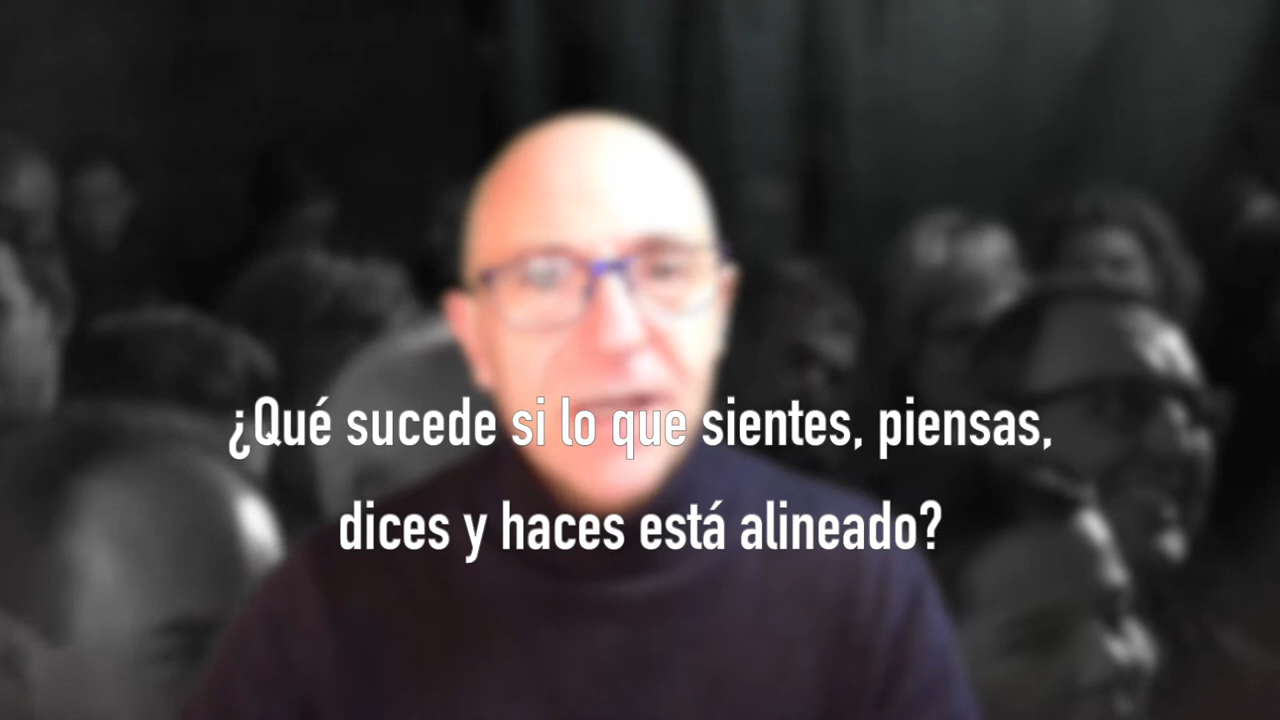 ¿Qué sucede si lo que sientes, piensas,
dices y haces está alineado?